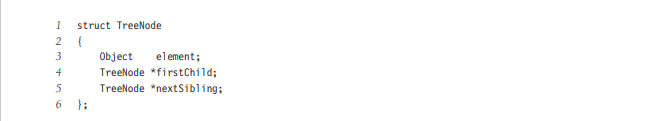 1 struct TreeNode
2 {
3 Object element;
4 TreeNode *firstChild;
5 TreeNode *nextSibling;
6 };